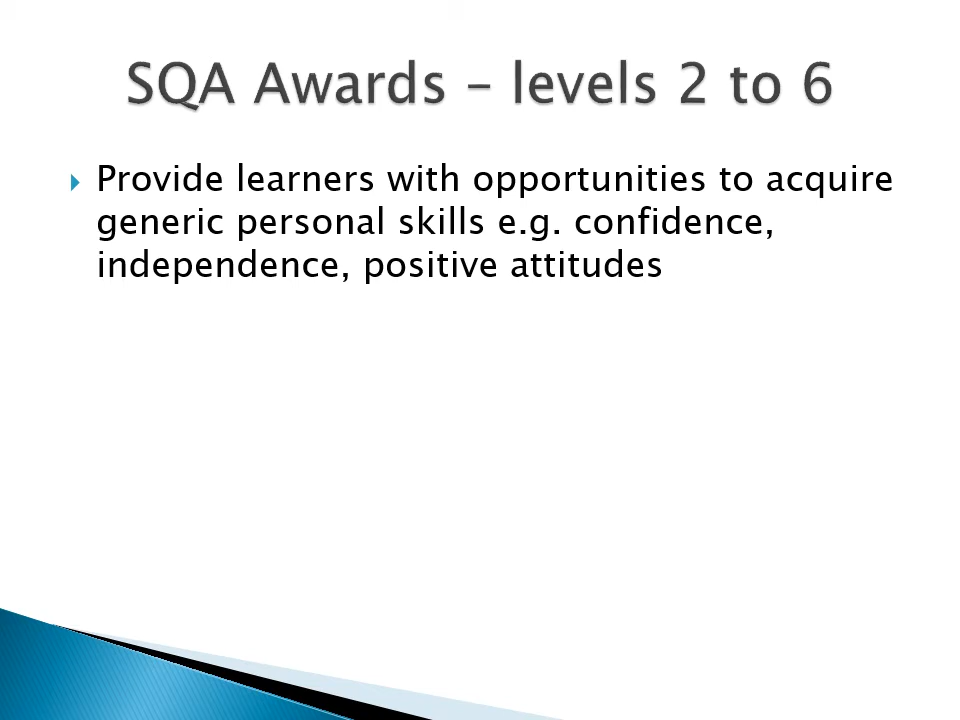 SQA Awards – levels 2 to 6
Provide learners with opportunities to acquire
generic personal skills e.g. confidence,
independence, positive attitudes